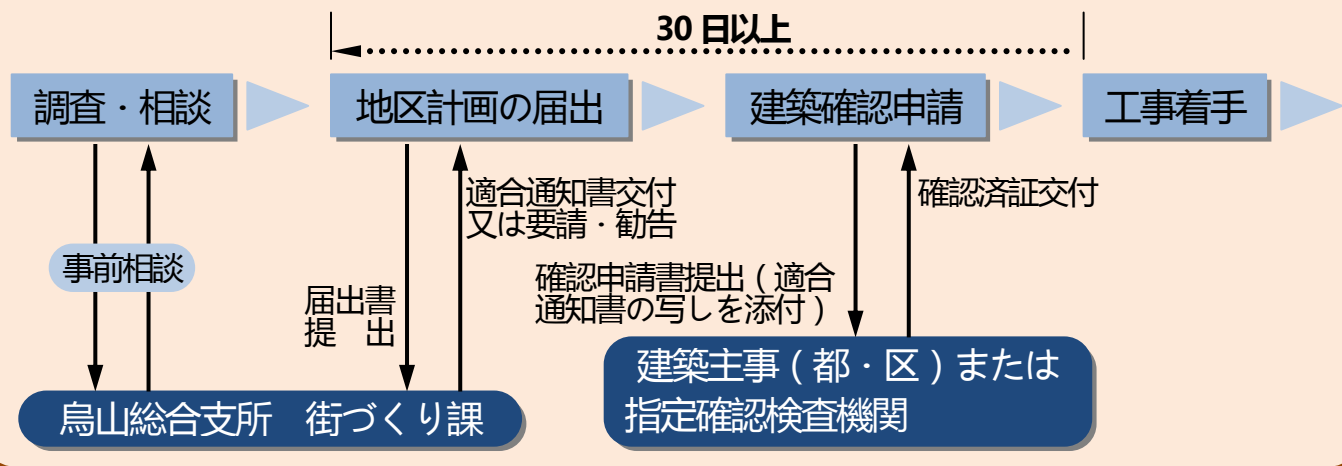 30 日以上
調査・相談
地区計画の届出
建築確認申請
工事着手
適合通知書交付
又は要請・勧告
確認済証交付
事前相談
届出書
提　出
確認申請書提出（適合
通知書の写しを添付）
烏山総合支所　街づくり課
建築主事（都・区）または
指定確認検査機関